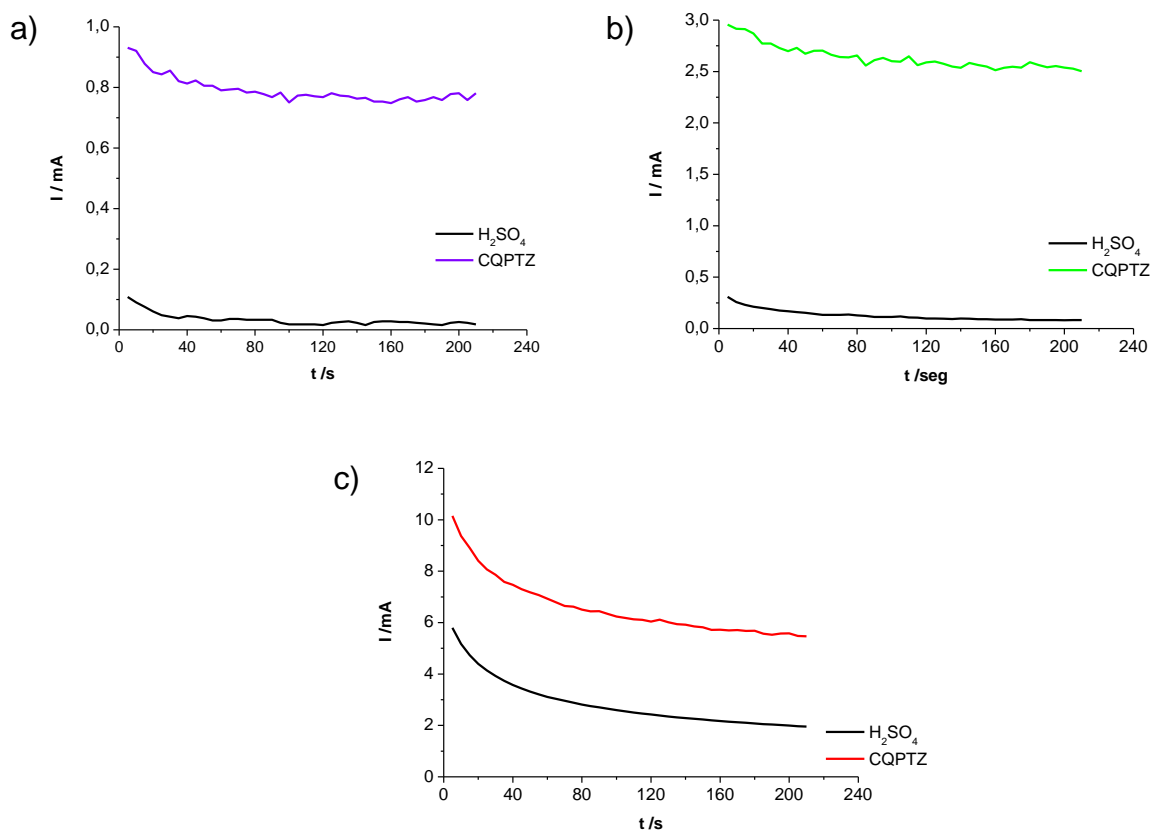 a)
1,0
0,8
0,6
0,4
0,2
0,0
I / mA
0 40 80 120 160 200 240
t /s
H₂SO₄
CQPTZ
b)
3,0
2,5
2,0
1,5
1,0
0,5
0,0
I / mA
0 40 80 120 160 200 240
t /seg
H₂SO₄
CQPTZ
c)
12
10
8
6
4
2
0
I /mA
0 40 80 120 160 200 240
t /s
H₂SO₄
CQPTZ